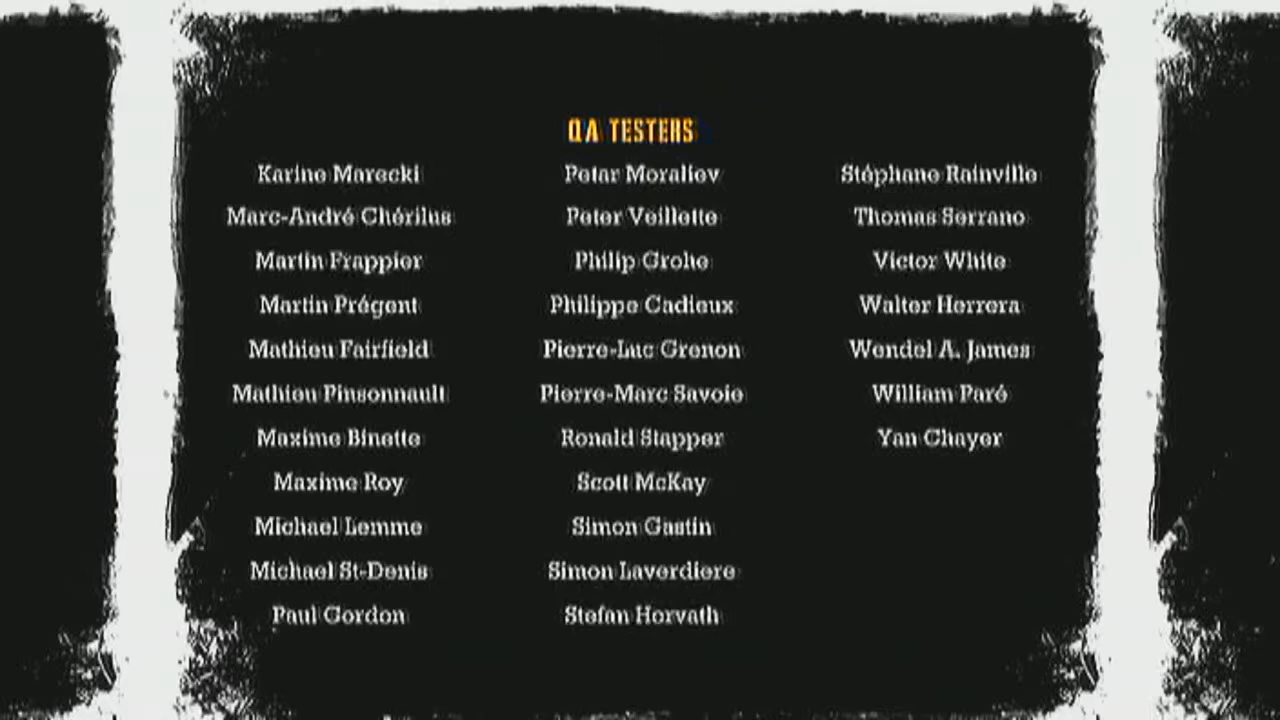 QA TESTERS
Karine Marecki
Marc-André Chérilus
Martin Frappier
Martin Prégent
Mathieu Fairfield
Mathieu Pinsonnault
Maxime Binette
Maxime Roy
Michael Lemme
Michael St-Denis
Paul Gordon
Petar Moraliev
Peter Veillette
Philip Grohe
Philippe Cadieux
Pierre-Luc Grenon
Pierre-Marc Savoie
Ronald Stapper
Scott McKay
Simon Gastin
Simon Laverdiere
Stefan Horvath
Stéphane Rainville
Thomas Serrano
Victor White
Walter Herrera
Wendel A. James
William Paré
Yan Chayer